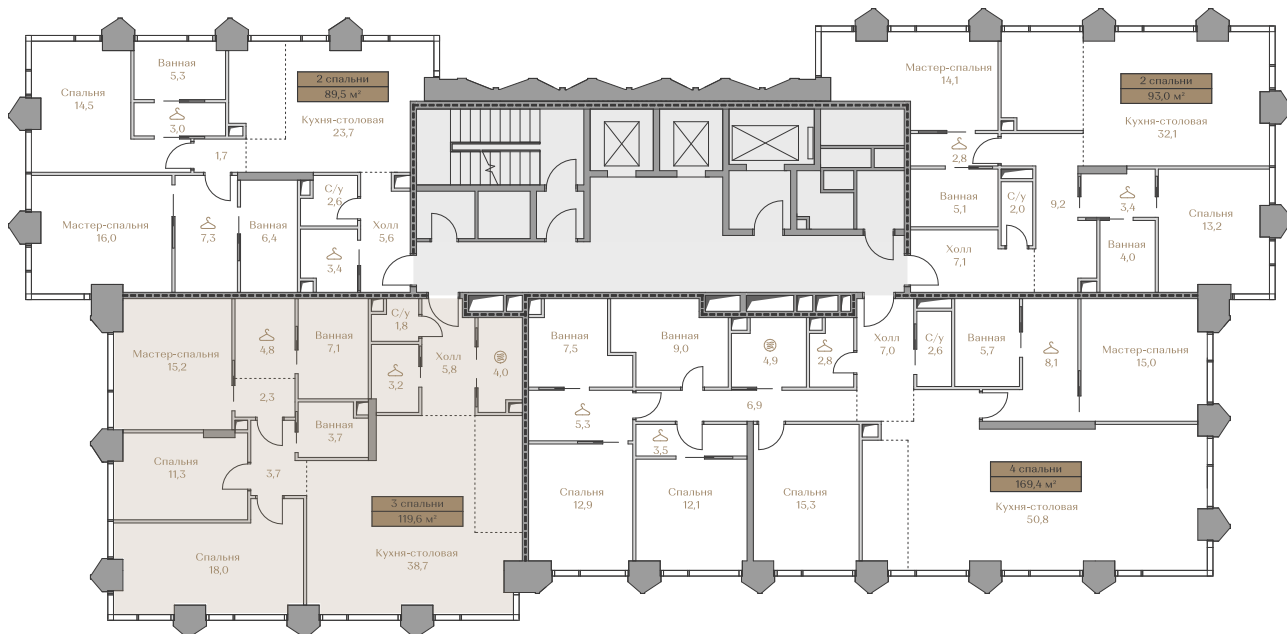 Спальня
14,5
Ванная
5,3
3,0
1,7
2 спальни
89,5 м²
Кухня-столовая
23,7
Мастер-спальня
16,0
7,3
Ванная
6,4
С/у
2,6
3,4
Холл
5,6
Мастер-спальня
14,1
2,8
Ванная
5,1
С/у
2,0
Холл
7,1
9,2
2 спальни
93,0 м²
Кухня-столовая
32,1
3,4
Ванная
4,0
Спальня
13,2
Мастер-спальня
15,2
4,8
2,3
Ванная
7,1
С/у
1,8
3,2
Холл
5,8
4,0
Ванная
3,7
Спальня
11,3
3,7
Спальня
18,0
3 спальни
119,6 м²
Кухня-столовая
38,7
Ванная
7,5
Ванная
9,0
4,9
2,8
Холл
7,0
С/у
2,6
Ванная
5,7
8,1
Мастер-спальня
15,0
5,3
6,9
3,5
Спальня
12,9
Спальня
12,1
Спальня
15,3
4 спальни
169,4 м²
Кухня-столовая
50,8